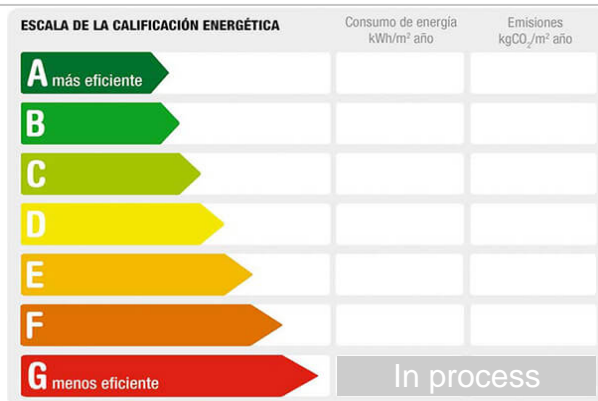 ESCALA DE LA CALIFICACIÓN ENERGÉTICA
Consumo de energía
kWh/m² año
Emisiones
kgCO₂/m² año
A más eficiente
B
C
D
E
F
G menos eficiente
In process